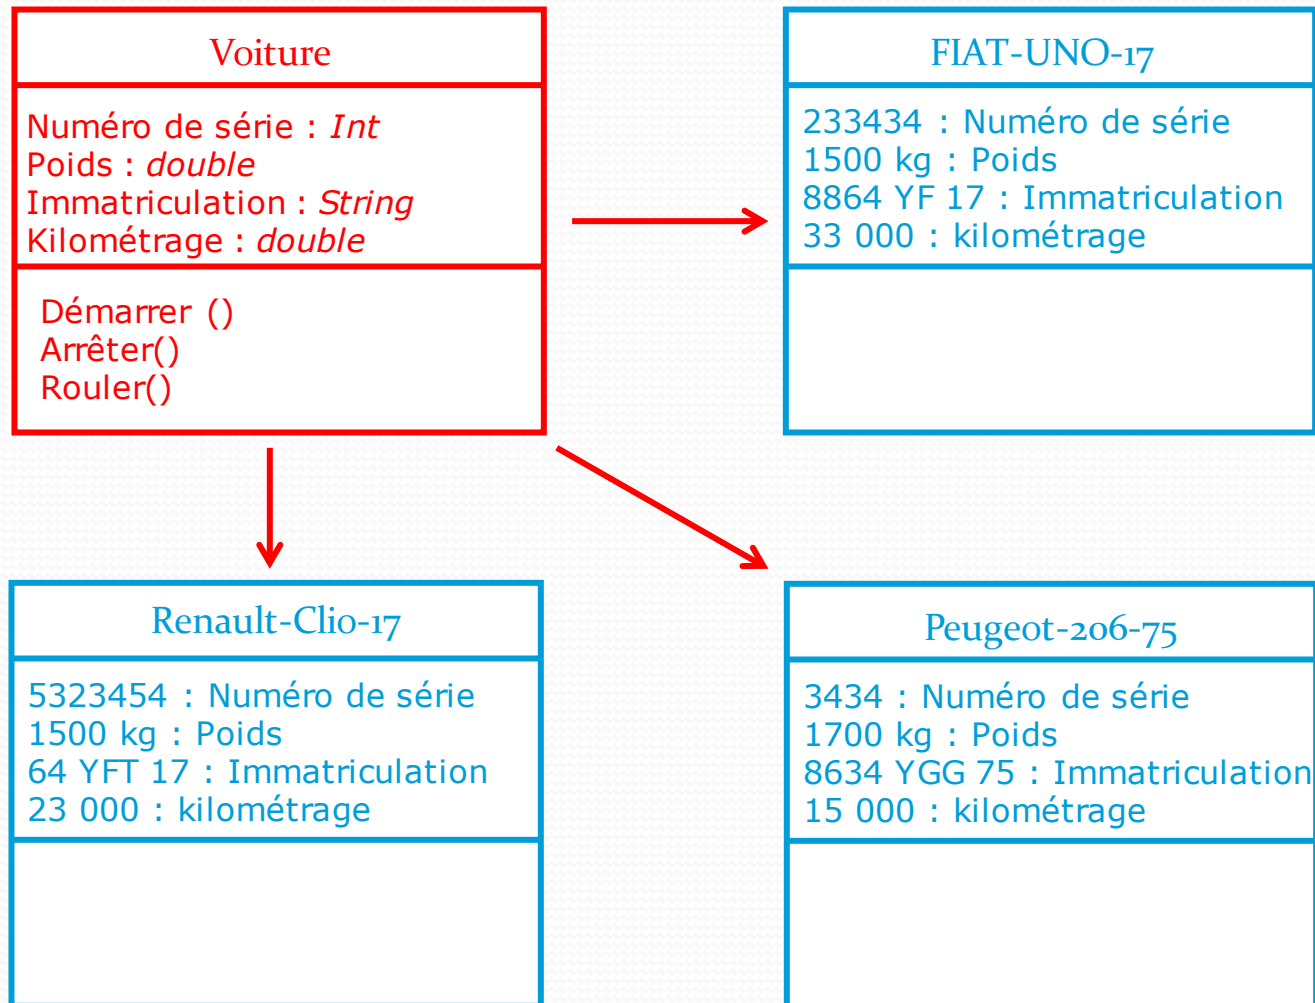 Voiture
Numéro de série : Int
Poids : double
Immatriculation : String
Kilométrage : double
Démarrer ()
Arrêter()
Rouler()
FIAT-UNO-17
233434 : Numéro de série
1500 kg : Poids
8864 YF 17 : Immatriculation
33 000 : kilométrage
Renault-Clio-17
5323454 : Numéro de série
1500 kg : Poids
64 YFT 17 : Immatriculation
23 000 : kilométrage
Peugeot-206-75
3434 : Numéro de série
1700 kg : Poids
8634 YGG 75 : Immatriculation
15 000 : kilométrage